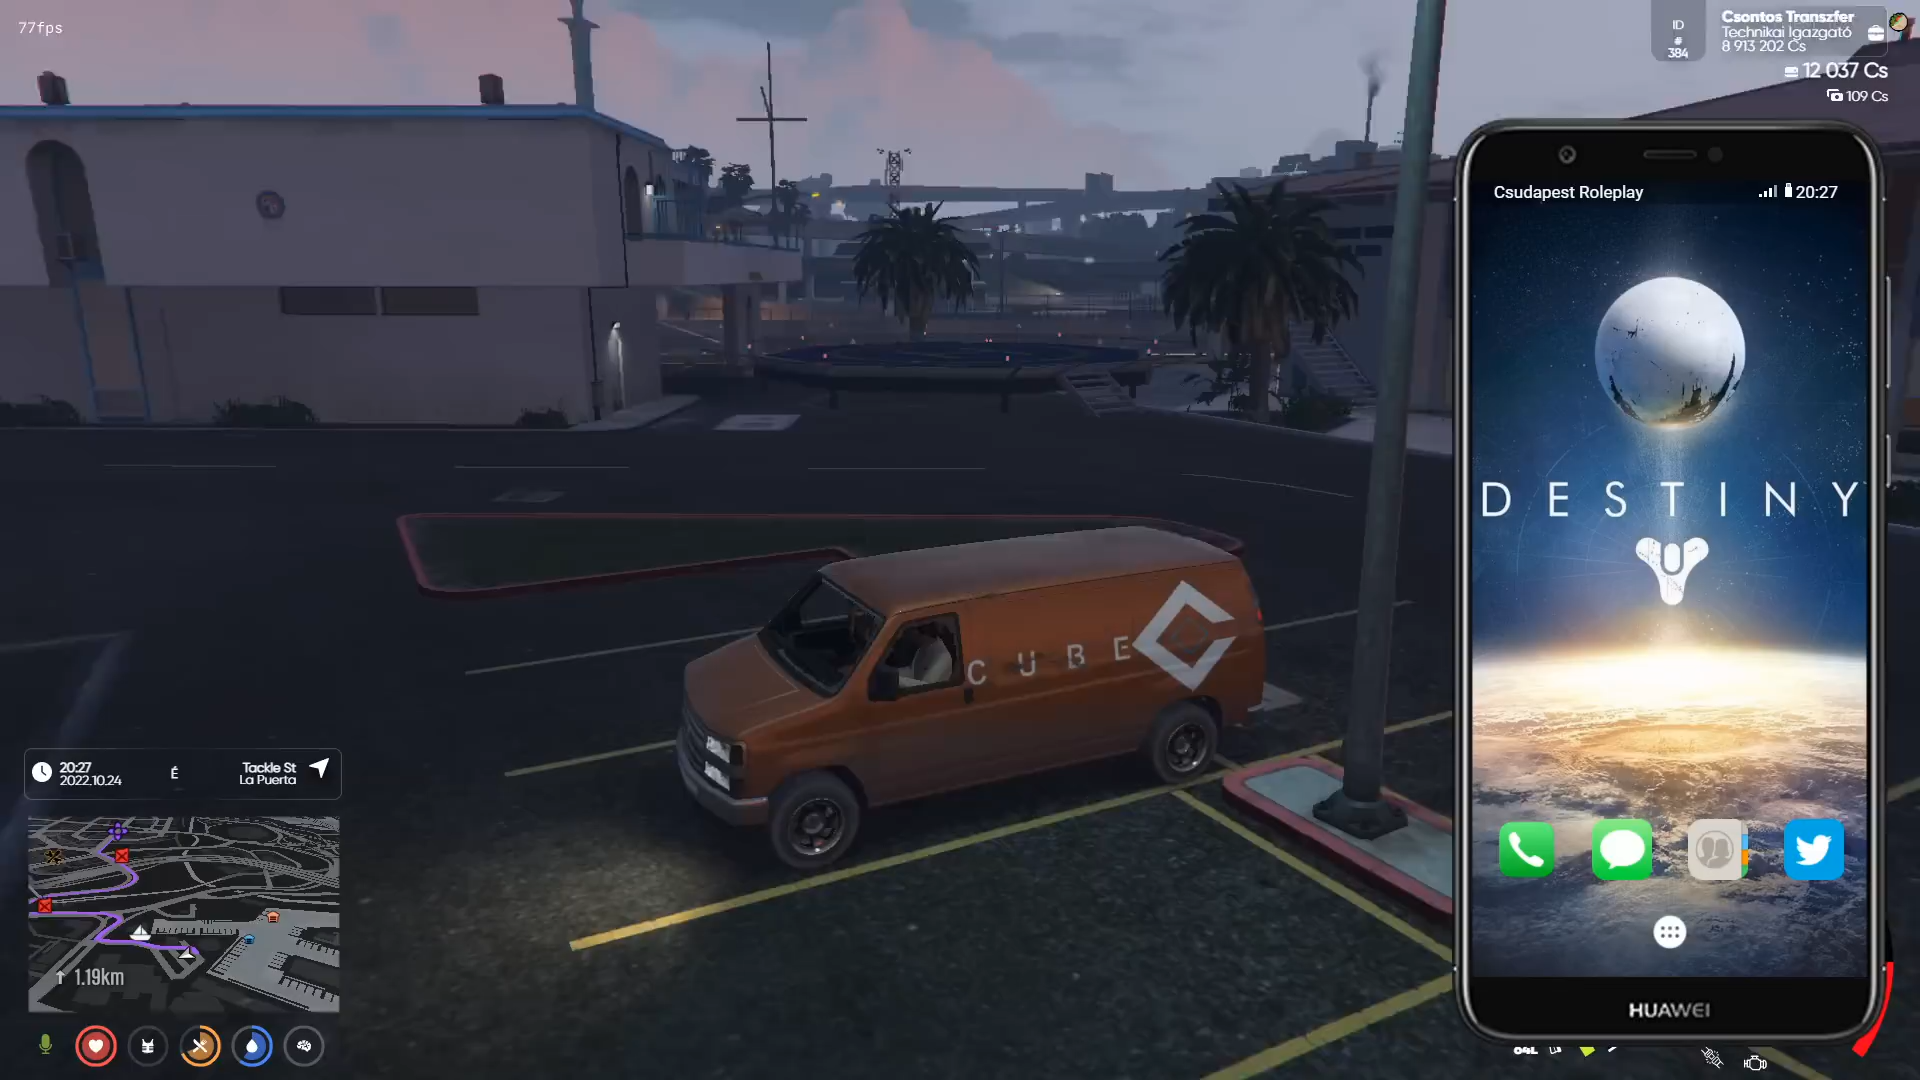 77fps
ID
#
384
Csontos Transzfer
Technikai Igazgató
8 913 202 Cs
12 037 Cs
109 Cs
Csudapest Roleplay
20:27
DESTINY
CUBE
20:27
2022.10.24
É
Tackle St
La Puerta
1.19km
HUAWEI
64L